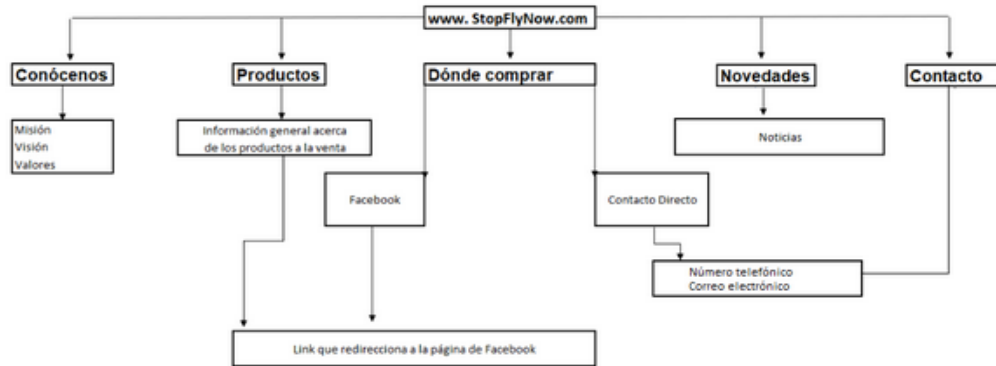 www. StopFlyNow.com
Conócenos
Productos
Dónde comprar
Novedades
Contacto
Misión
Visión
Valores
Información general acerca
de los productos a la venta
Noticias
Facebook
Contacto Directo
Número telefónico
Correo electrónico
Link que redirecciona a la página de Facebook